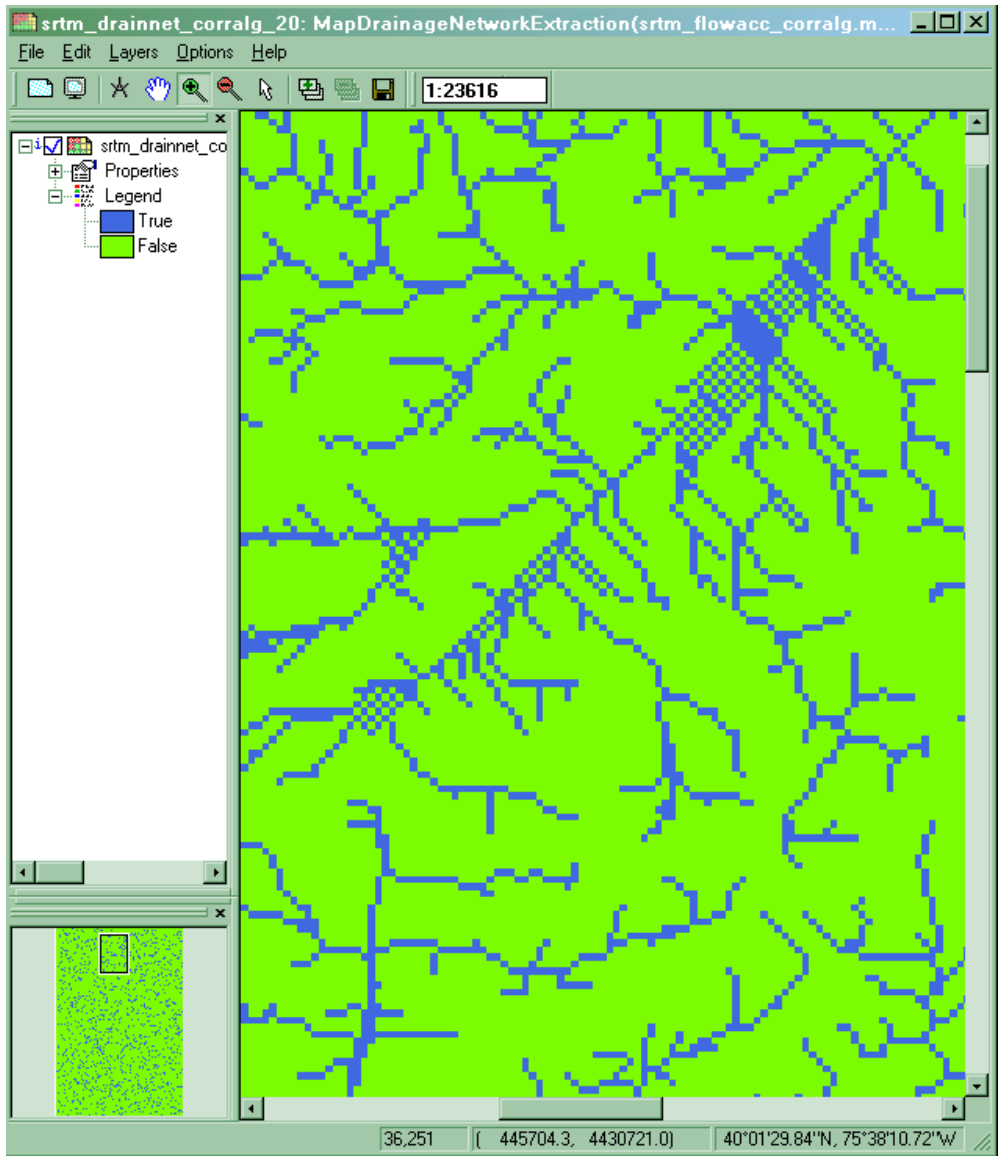 srtm_drainnet_corralg_20: MapDrainageNetworkExtraction(srtm_flowacc_corralg.m...
File Edit Layers Options Help
1:23616
srtm_drainnet_co
Properties
Legend
True
False
36,251 ( 445704.3, 4430721.0) 40°01'29.84"N, 75°38'10.72"W